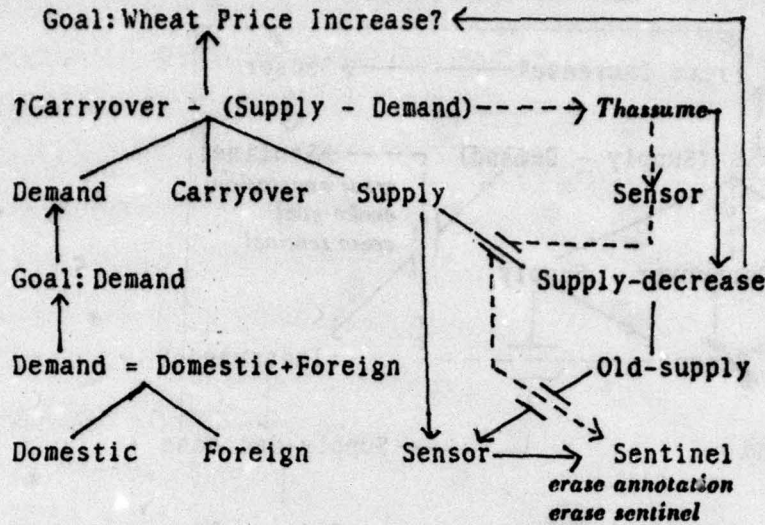 Goal: Wheat Price Increase?
↑Carryover - (Supply - Demand) Thassume
Demand Carryover Supply Sensor
Goal: Demand Supply-decrease
Demand = Domestic+Foreign Old-supply
Domestic Foreign Sensor Sentinel
erase annotation
erase sentinel